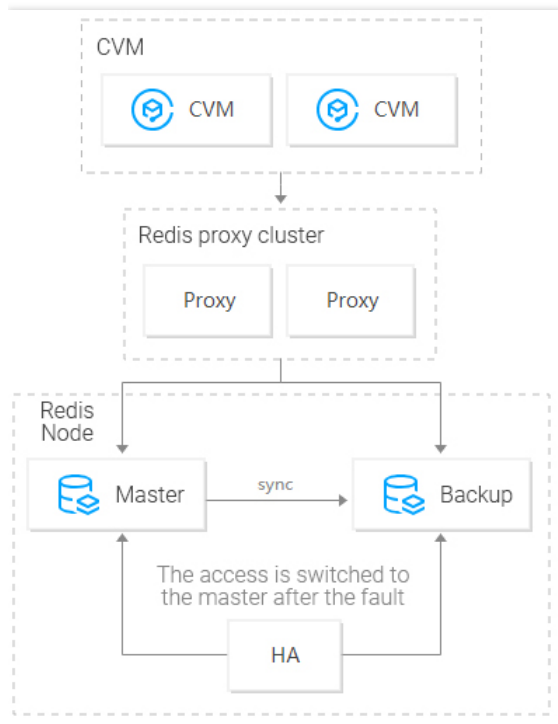 CVM
CVM
CVM
Redis proxy cluster
Proxy
Proxy
Redis
Node
Master
sync
Backup
The access is switched to
the master after the fault
HA